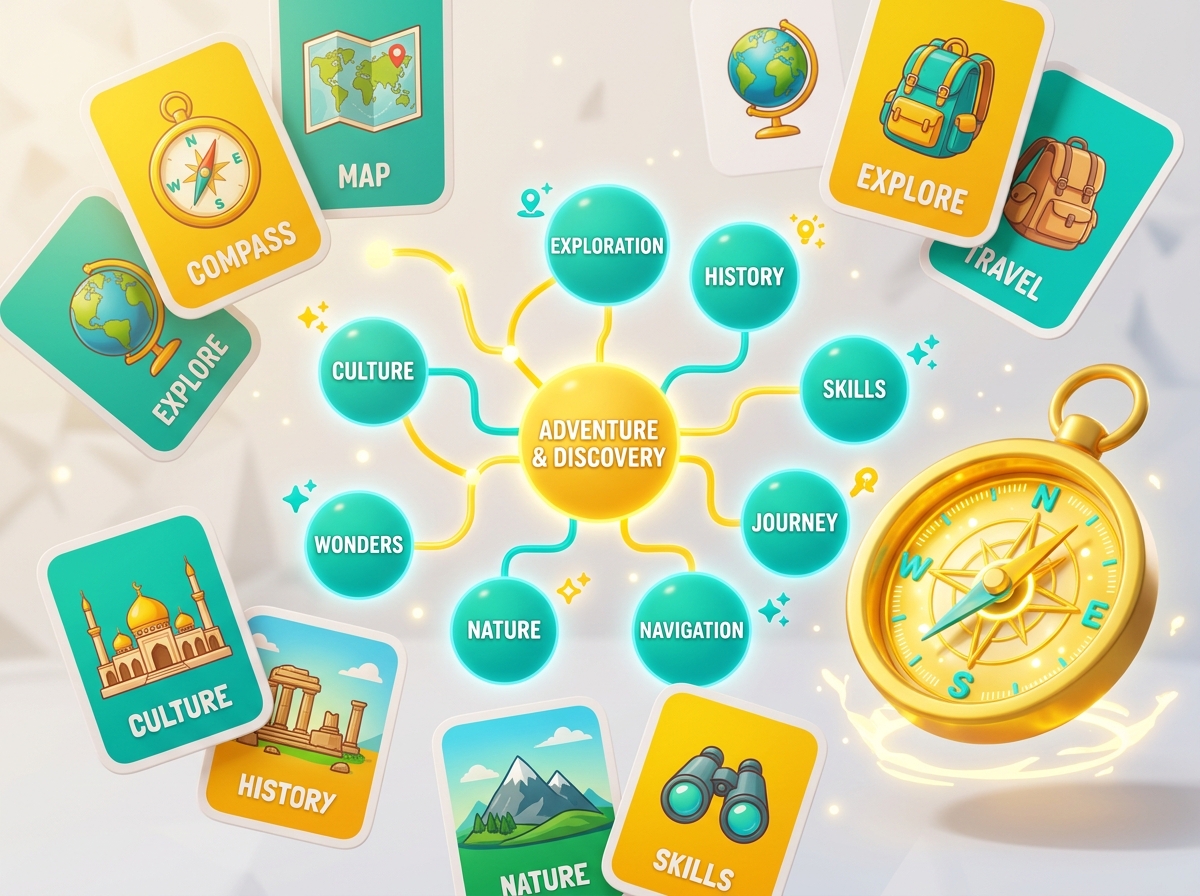 MAP
COMPASS
N
E
W
S
EXPLORE
EXPLORE
TRAVEL
EXPLORATION
HISTORY
CULTURE
SKILLS
ADVENTURE
& DISCOVERY
WONDERS
JOURNEY
NATURE
NAVIGATION
N
W
E
S
CULTURE
HISTORY
NATURE
SKILLS